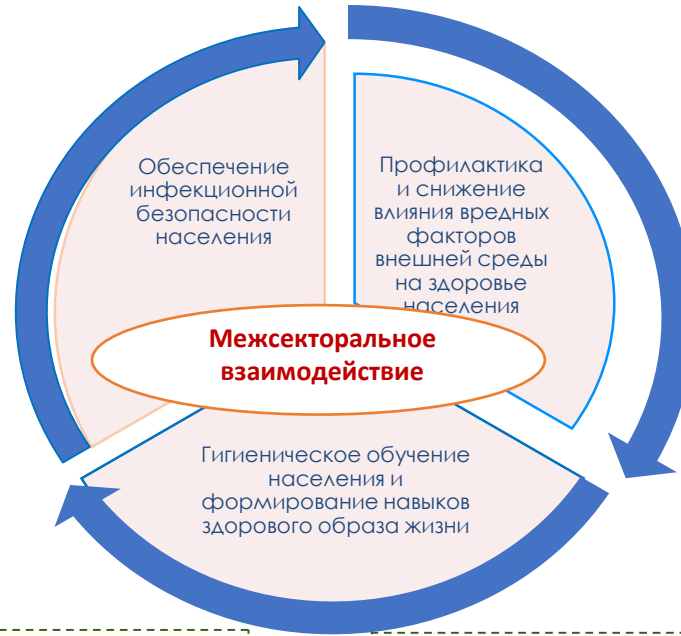 Обеспечение
инфекционной
безопасности
населения
Профилактика
и снижение
влияния вредных
факторов
внешней среды
на здоровье
населения
Межсекторальное
взаимодействие
Гигиеническое обучение
населения и
формирование навыков
здорового образа жизни